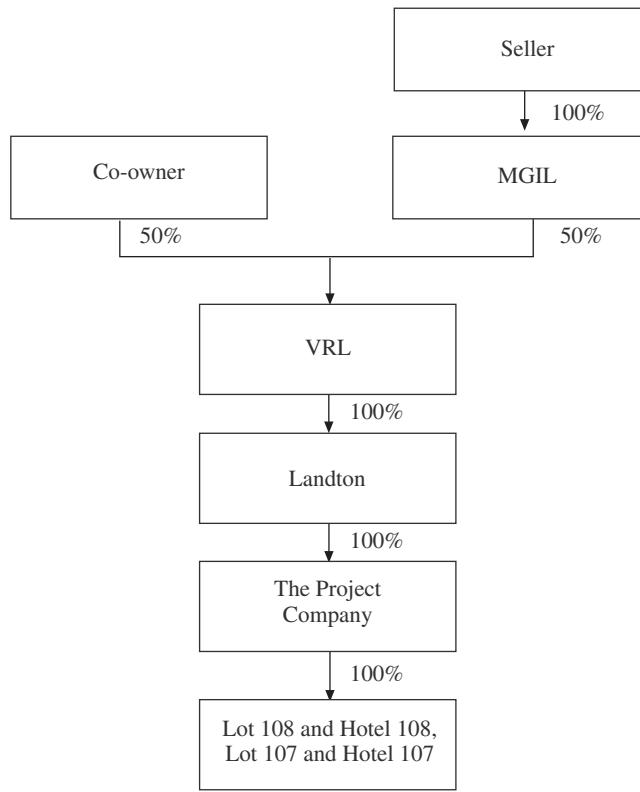 Seller
100%
Co-owner
MGIL
50%
50%
VRL
100%
Landton
100%
The Project
Company
100%
Lot 108 and Hotel 108,
Lot 107 and Hotel 107